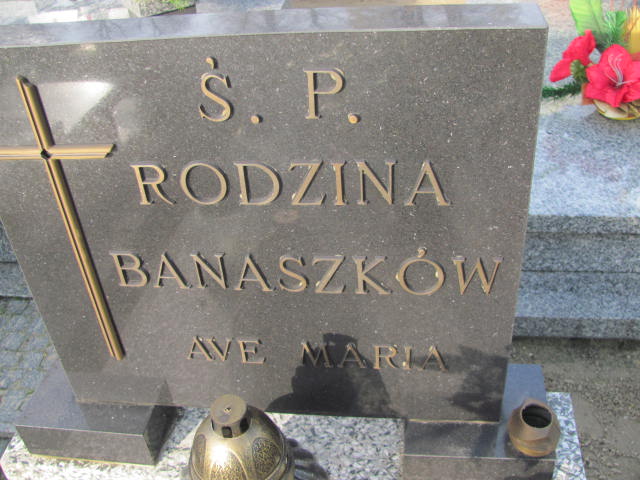 Ś. P.
RODZINA
BANASZKÓW
AVE MARIA